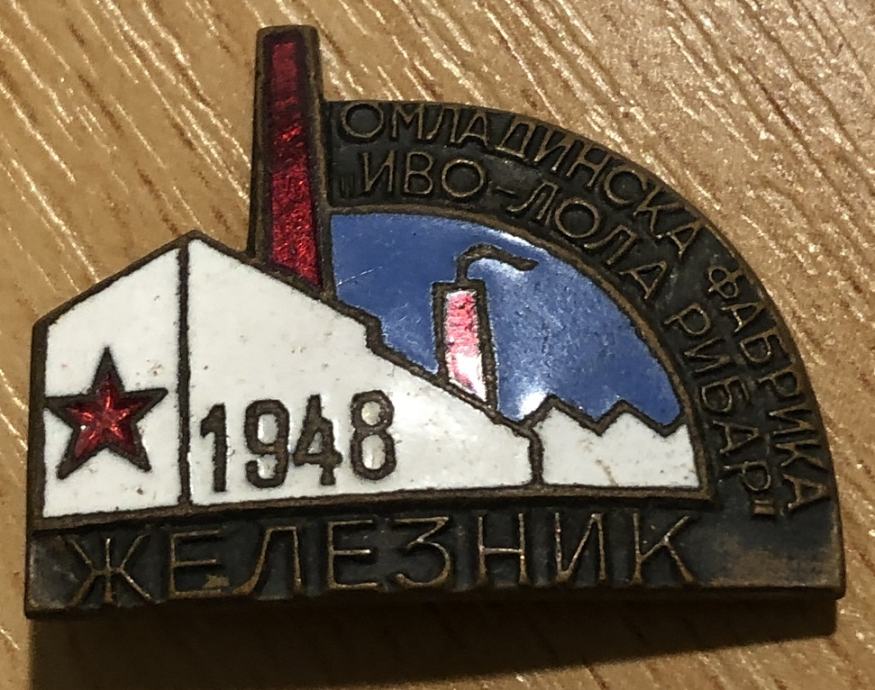 ОМЛАДИНСКА ФАБРИКА
"ИВО-ЛОЛА РИБАР"
1948
ЖЕЛЕЗНИК